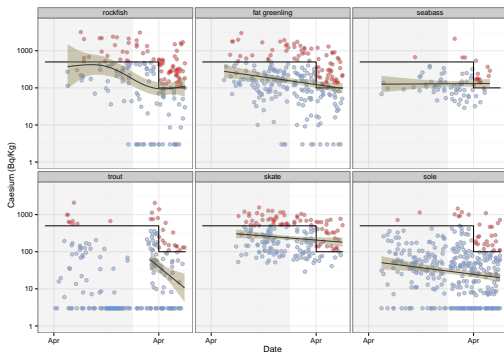 rockfish fat greenling seabass
1000
100
10
1
trout skate sole
1000
100
10
1
Apr Apr Apr Apr Apr Apr
Date
Caesium (Bq/Kg)